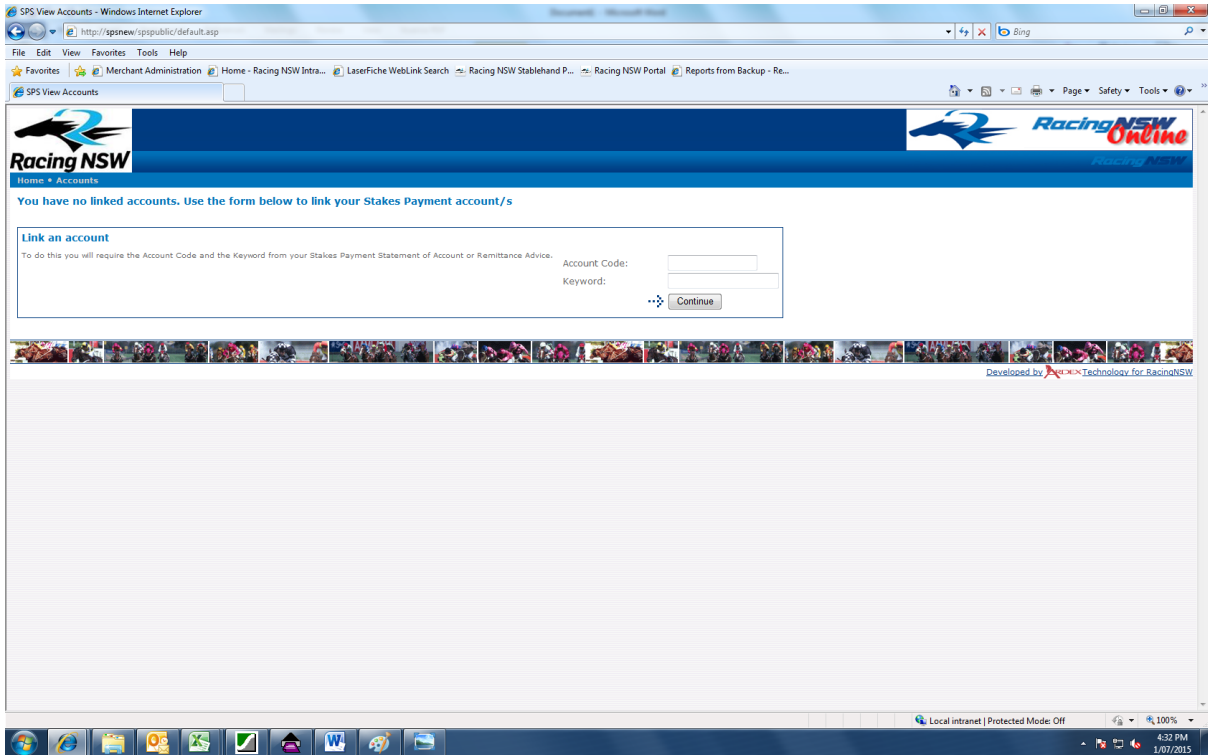 SPS View Accounts - Windows Internet Explorer
http://spsnew/spspublic/default.asp
Bing
File Edit View Favorites Tools Help
Favorites Merchant Administration Home - Racing NSW Intra... LaserFiche WebLink Search Racing NSW Stablehand P... Racing NSW Portal Reports from Backup - Re...
SPS View Accounts
Page Safety Tools
Racing NSW
RacingNSW Online
RacingNSW
Home • Accounts
You have no linked accounts. Use the form below to link your Stakes Payment account/s
Link an account
To do this you will require the Account Code and the Keyword from your Stakes Payment Statement of Account or Remittance Advice.
Account Code:
Keyword:
Continue
Developed by ARDEX Technology for RacingNSW
Local intranet | Protected Mode: Off
100%
4:32 PM
1/07/2015